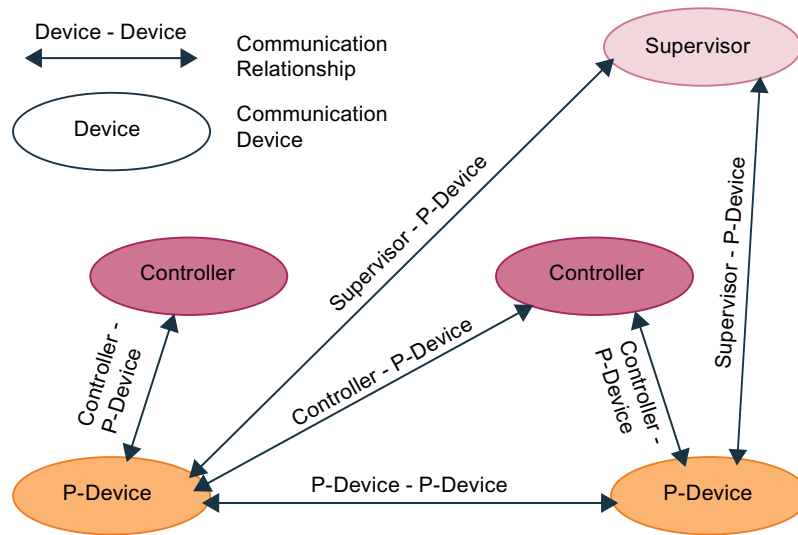 Device - Device
Communication
Relationship
Supervisor
Device
Communication
Device
Supervisor - P-Device
Supervisor - P-Device
Controller
Controller
Controller -
P-Device
Controller - P-Device
Controller -
P-Device
P-Device
P-Device - P-Device
P-Device